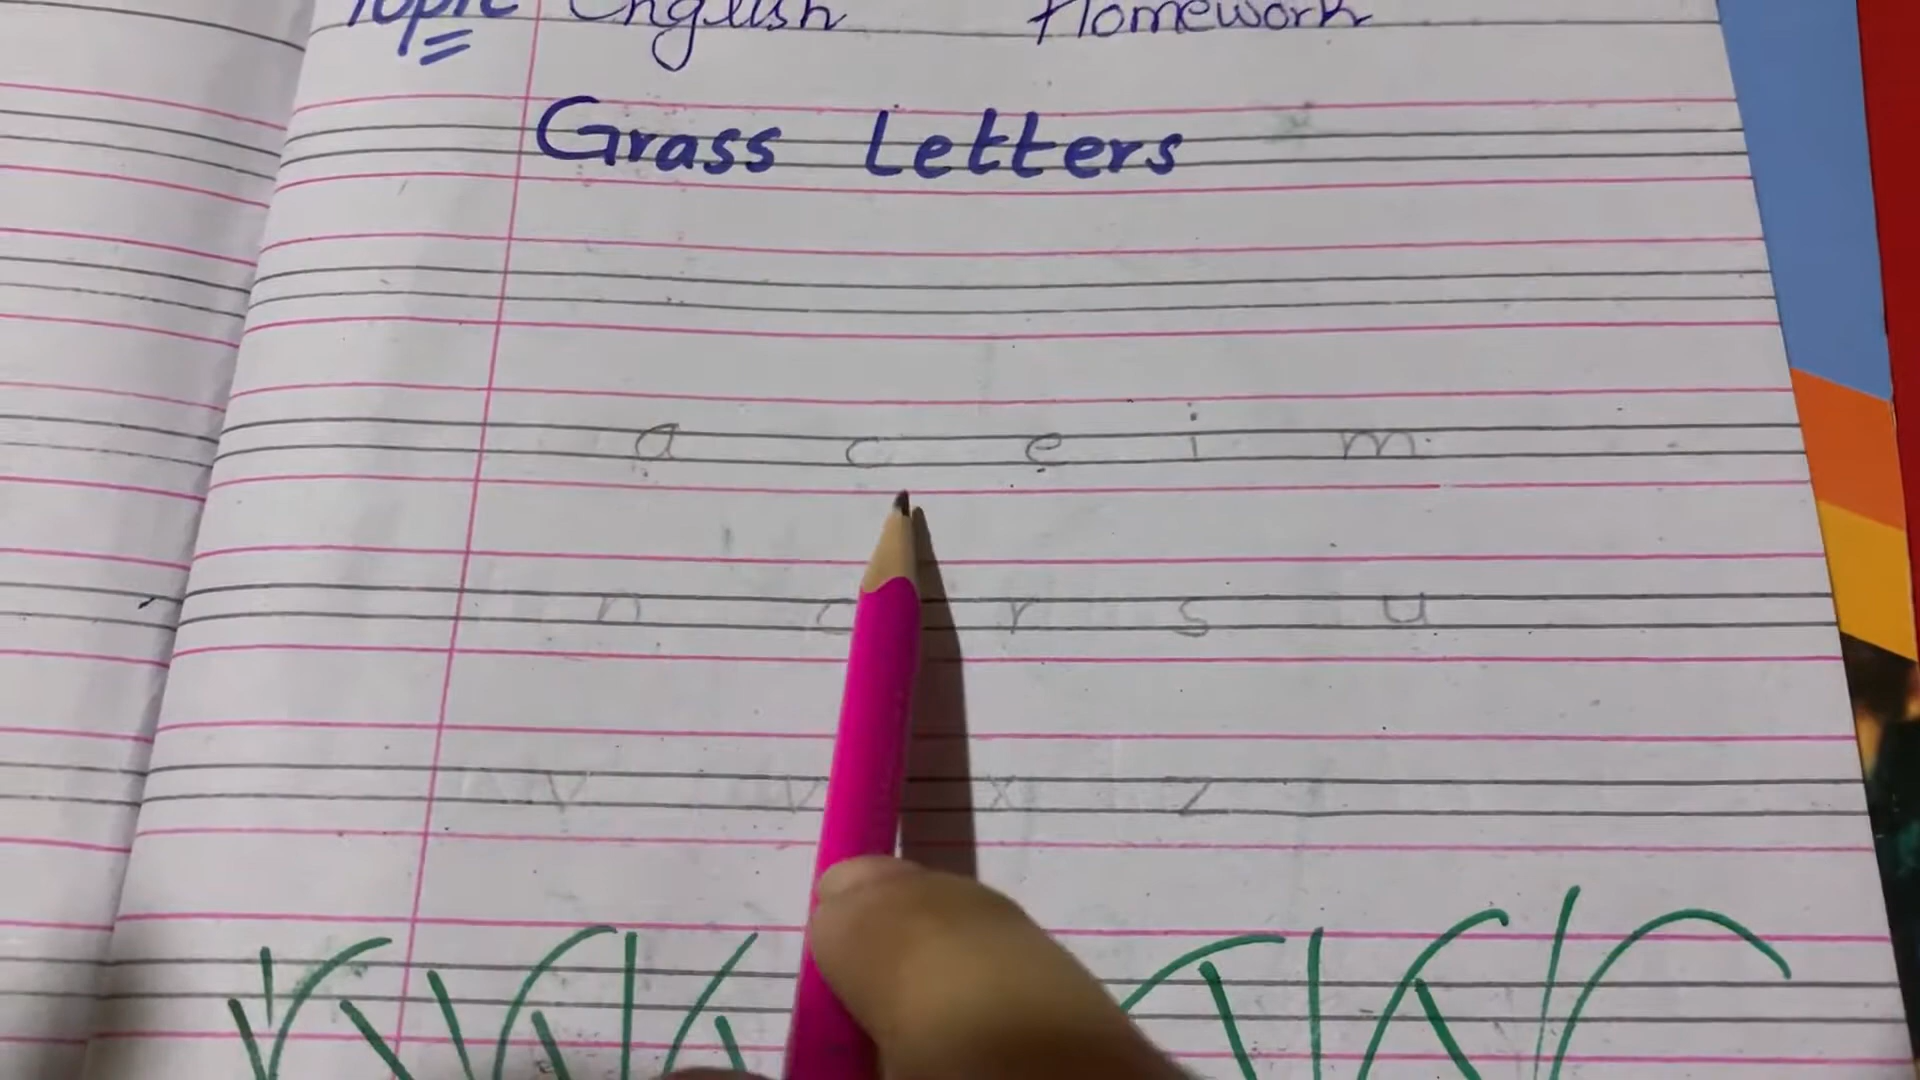 Topic English Homework
Grass Letters
a c e i m
n r s u
v x z